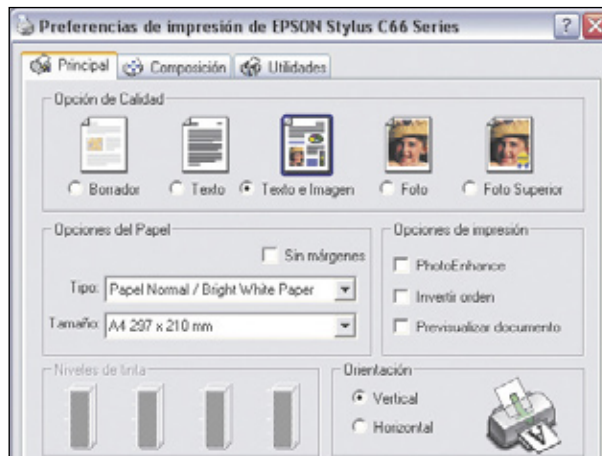 Preferencias de impresión de EPSON Stylus C66 Series
Principal Composición Utilidades
Opción de Calidad
Borrador Texto Texto e Imagen Foto Foto Superior
Opciones del Papel
Sin márgenes
Tipo: Papel Normal / Bright White Paper
Tamaño: A4 297 x 210 mm
Opciones de impresión
PhotoEnhance
Invertir orden
Previsualizar documento
Niveles de tinta
Orientación
Vertical
Horizontal